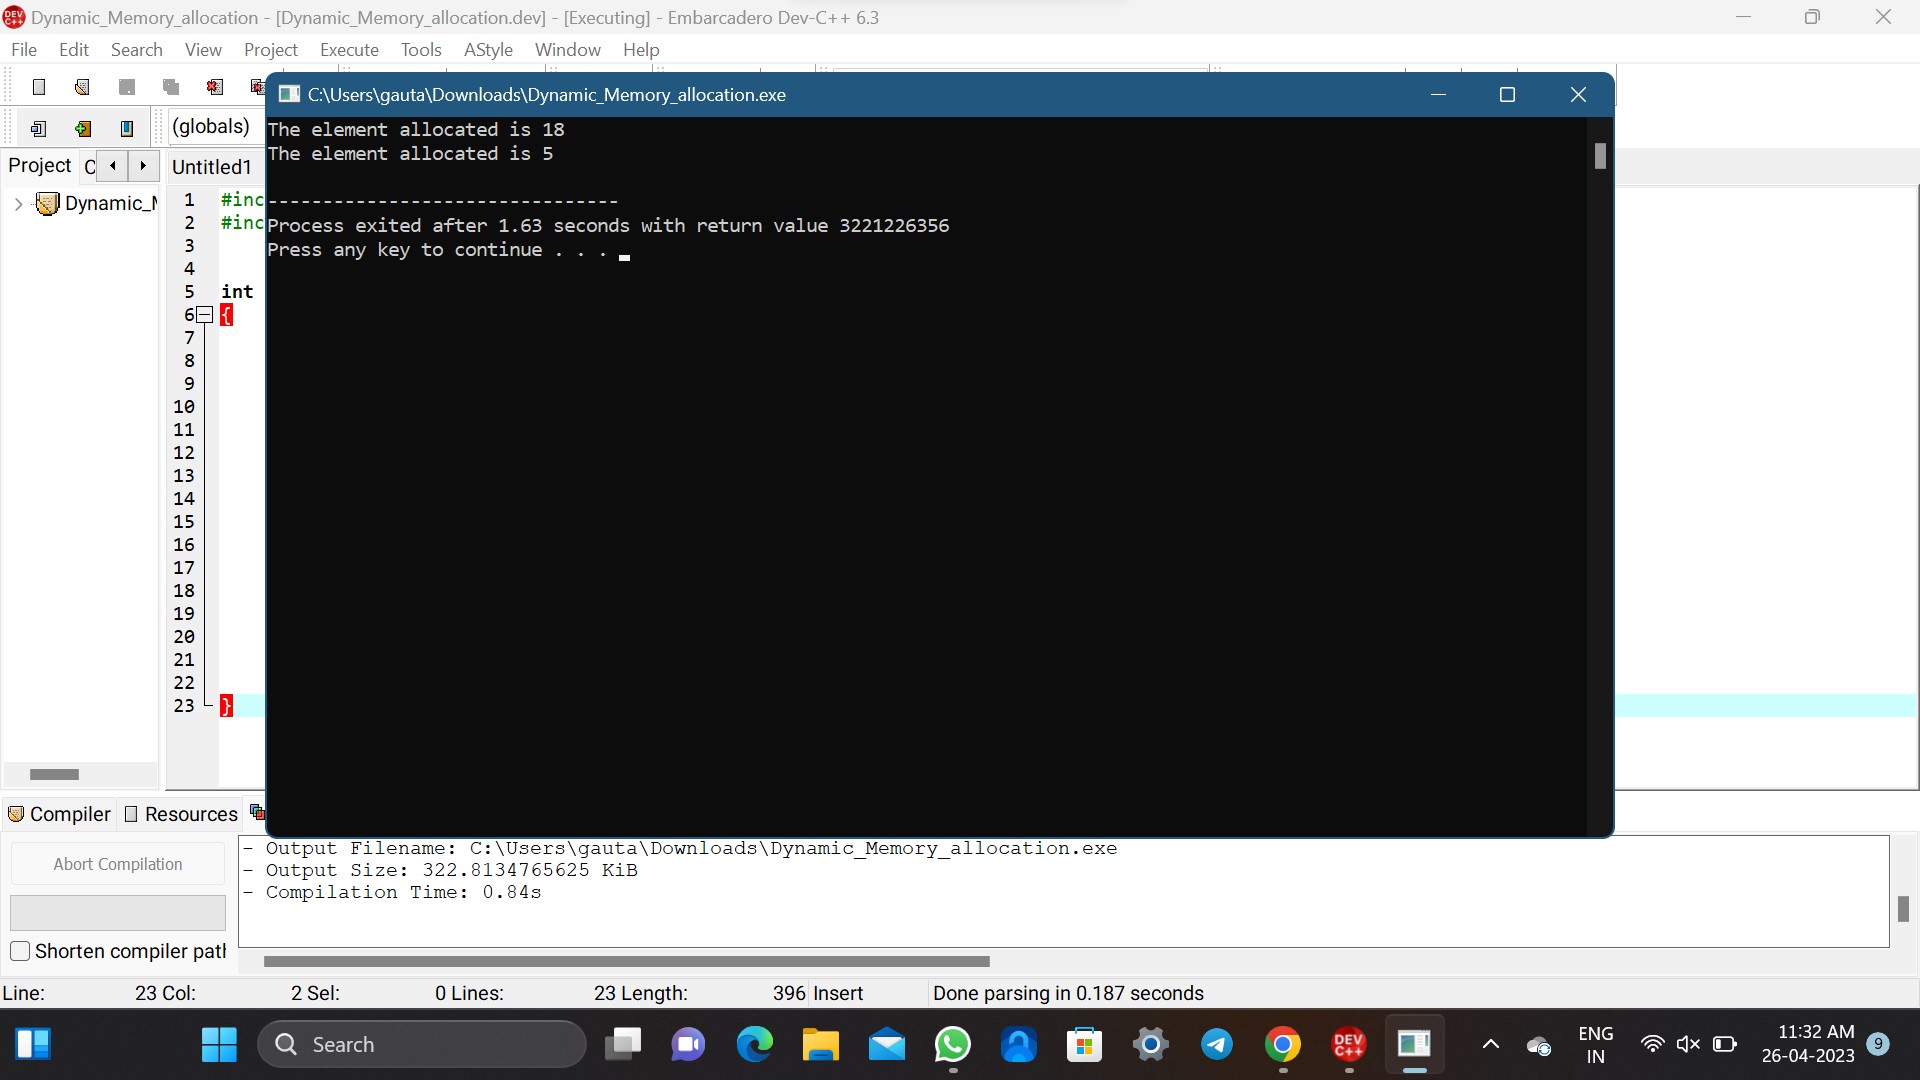 Dynamic_Memory_allocation - [Dynamic_Memory_allocation.dev] - [Executing] - Embarcadero Dev-C++ 6.3
File Edit Search View Project Execute Tools AStyle Window Help
C:\Users\gauta\Downloads\Dynamic_Memory_allocation.exe
(globals)
Project C
Untitled1
Dynamic_
The element allocated is 18
The element allocated is 5
--------------------------------
Process exited after 1.63 seconds with return value 3221226356
Press any key to continue . . .
1 #inc
2 #inc
3
4
5 int
6 {
7
8
9
10
11
12
13
14
15
16
17
18
19
20
21
22
23 }
Compiler Resources
Abort Compilation
Shorten compiler pat
- Output Filename: C:\Users\gauta\Downloads\Dynamic_Memory_allocation.exe
- Output Size: 322.8134765625 KiB
- Compilation Time: 0.84s
Line: 23 Col: 2 Sel: 0 Lines: 23 Length: 396 Insert Done parsing in 0.187 seconds
Search
DEV C++
ENG
IN
11:32 AM
26-04-2023
9